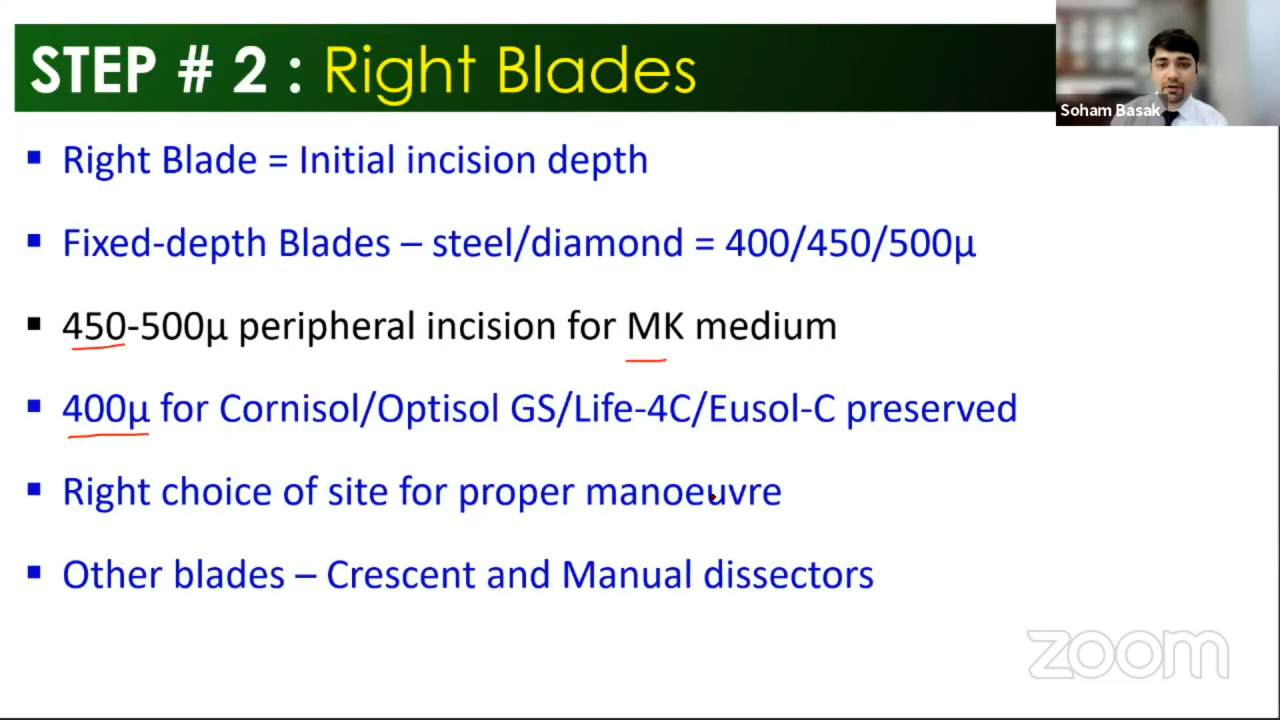 STEP # 2 : Right Blades
Soham Basak
▪ Right Blade = Initial incision depth
▪ Fixed-depth Blades – steel/diamond = 400/450/500µ
▪ 450-500µ peripheral incision for MK medium
▪ 400µ for Cornisol/Optisol GS/Life-4C/Eusol-C preserved
▪ Right choice of site for proper manoeuvre
▪ Other blades – Crescent and Manual dissectors
zoom